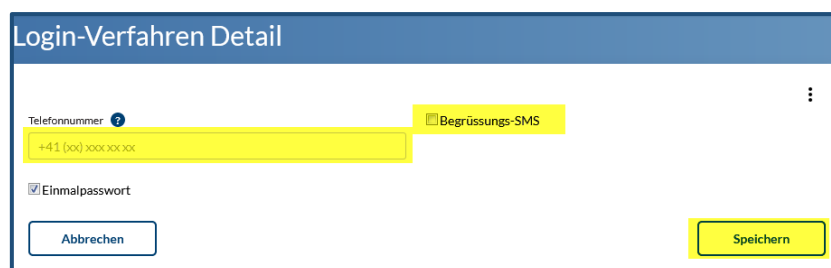 Login-Verfahren Detail
Telefonnummer ?
Begrüssungs-SMS
+41 (xx) xxx xx xx
Einmalpasswort
Abbrechen
Speichern